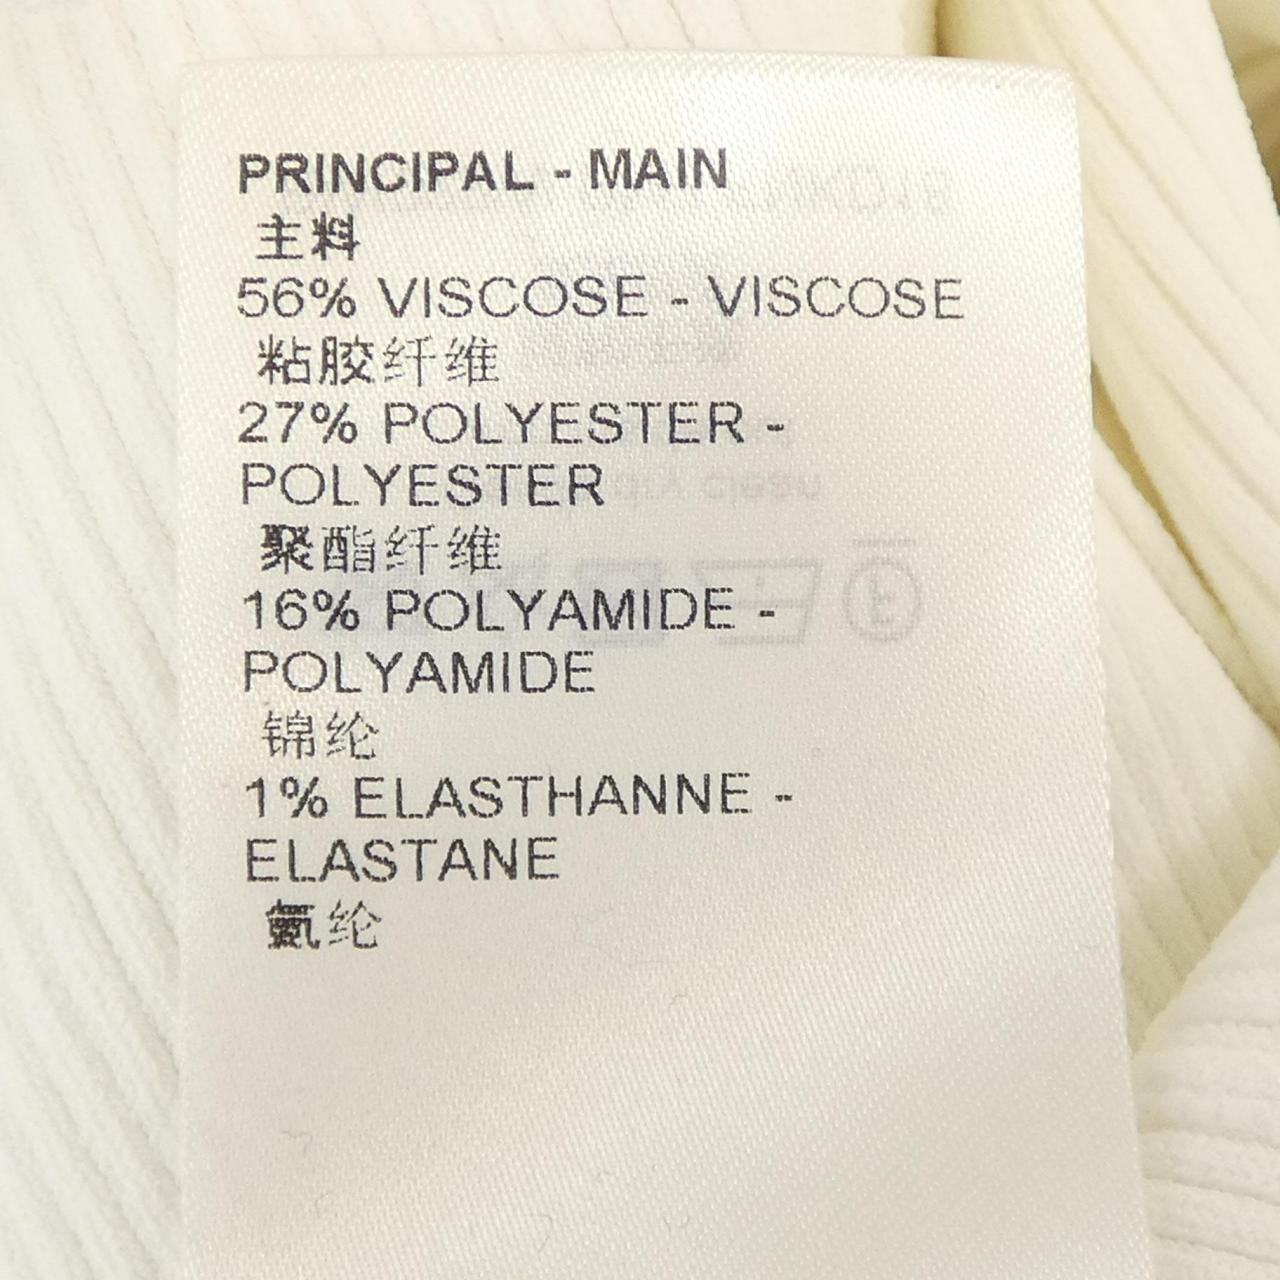 PRINCIPAL - MAIN
主料
56% VISCOSE - VISCOSE
粘胶纤维
27% POLYESTER -
POLYESTER
聚酯纤维
16% POLYAMIDE -
POLYAMIDE
锦纶
1% ELASTHANNE -
ELASTANE
氨纶